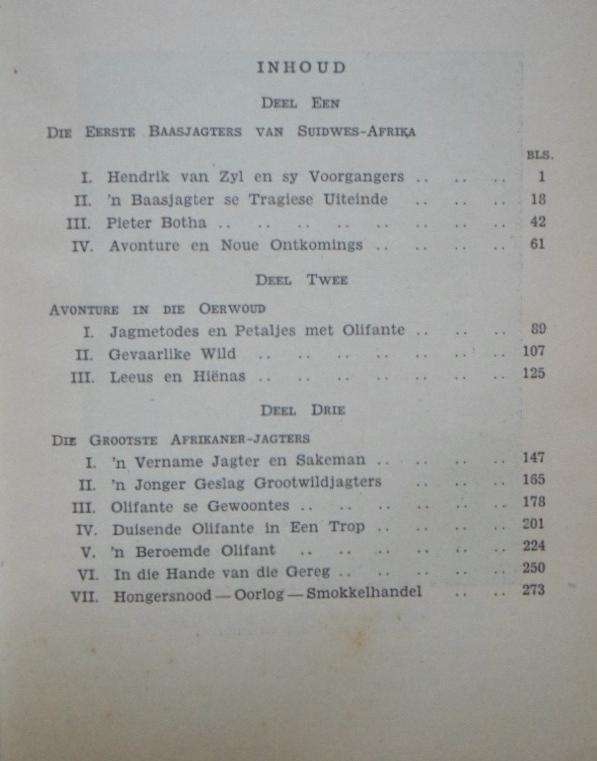 INHOUD
DEEL EEN
DIE EERSTE BAASJAGTERS VAN SUIDWES-AFRIKA
BLS.
I. Hendrik van Zyl en sy Voorgangers .. .. .. 1
II. 'n Baasjagter se Tragiese Uiteinde .. .. .. 18
III. Pieter Botha .. .. .. .. .. .. .. .. 42
IV. Avonture en Noue Ontkomings .. .. .. .. 61
DEEL TWEE
AVONTURE IN DIE OERWOUD
I. Jagmetodes en Petaljes met Olifante .. .. .. 89
II. Gevaarlike Wild .. .. .. .. .. .. .. 107
III. Leeus en Hiënas .. .. .. .. .. .. .. 125
DEEL DRIE
DIE GROOTSTE AFRIKANER-JAGTERS
I. 'n Vername Jagter en Sakeman .. .. .. .. 147
II. 'n Jonger Geslag Grootwildjagters .. .. .. 165
III. Olifante se Gewoontes .. .. .. .. .. .. 178
IV. Duisende Olifante in Een Trop .. .. .. .. 201
V. 'n Beroemde Olifant .. .. .. .. .. .. 224
VI. In die Hande van die Gereg .. .. .. .. .. 250
VII. Hongersnood — Oorlog — Smokkelhandel .. .. 273